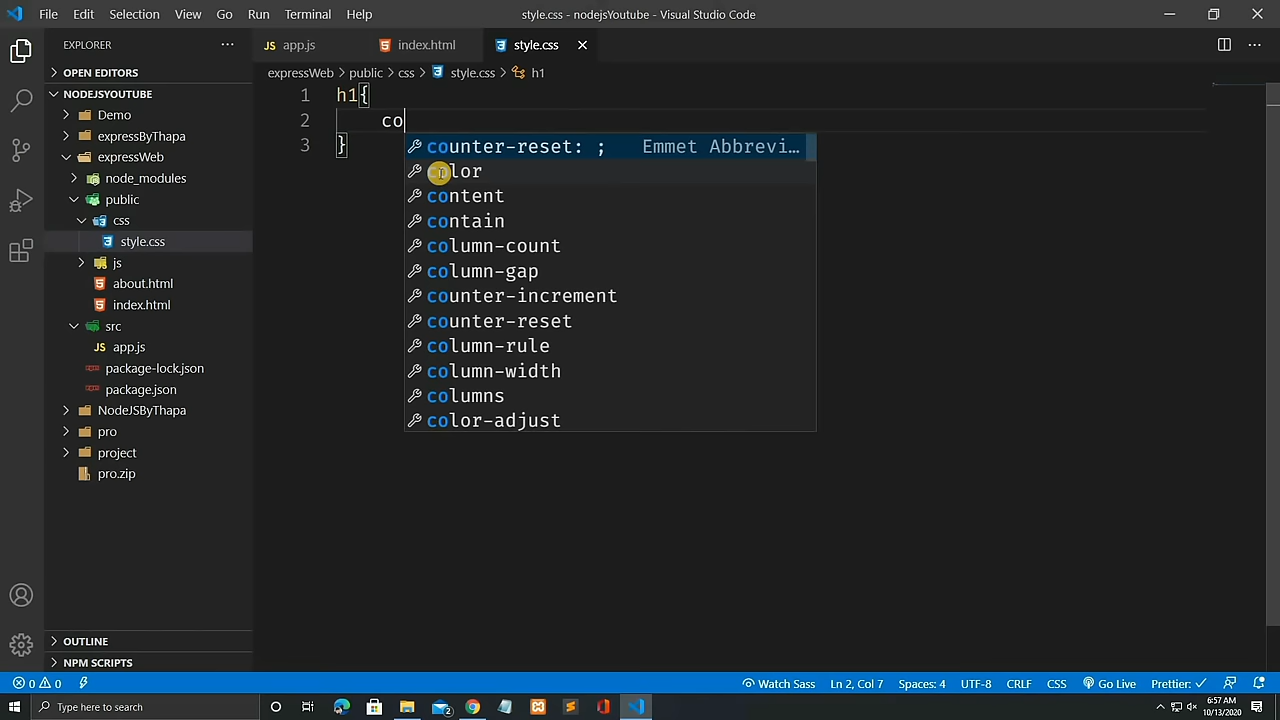 File Edit Selection View Go Run Terminal Help
style.css - nodejsYoutube - Visual Studio Code
EXPLORER
OPEN EDITORS
NODEJSYOUTUBE
Demo
expressByThapa
expressWeb
node_modules
public
css
style.css
js
about.html
index.html
src
JS app.js
package-lock.json
package.json
NodeJSByThapa
pro
project
pro.zip
OUTLINE
NPM SCRIPTS
JS app.js
index.html
style.css
expressWeb > public > css > style.css > h1
1 h1{
2 co
3 }
counter-reset: ; Emmet Abbrevi…
color
content
contain
column-count
column-gap
counter-increment
counter-reset
column-rule
column-width
columns
color-adjust
0 0
Watch Sass
Ln 2, Col 7
Spaces: 4
UTF-8
CRLF
CSS
Go Live
Prettier: ✓
Type here to search
2
6:57 AM
10/13/2020